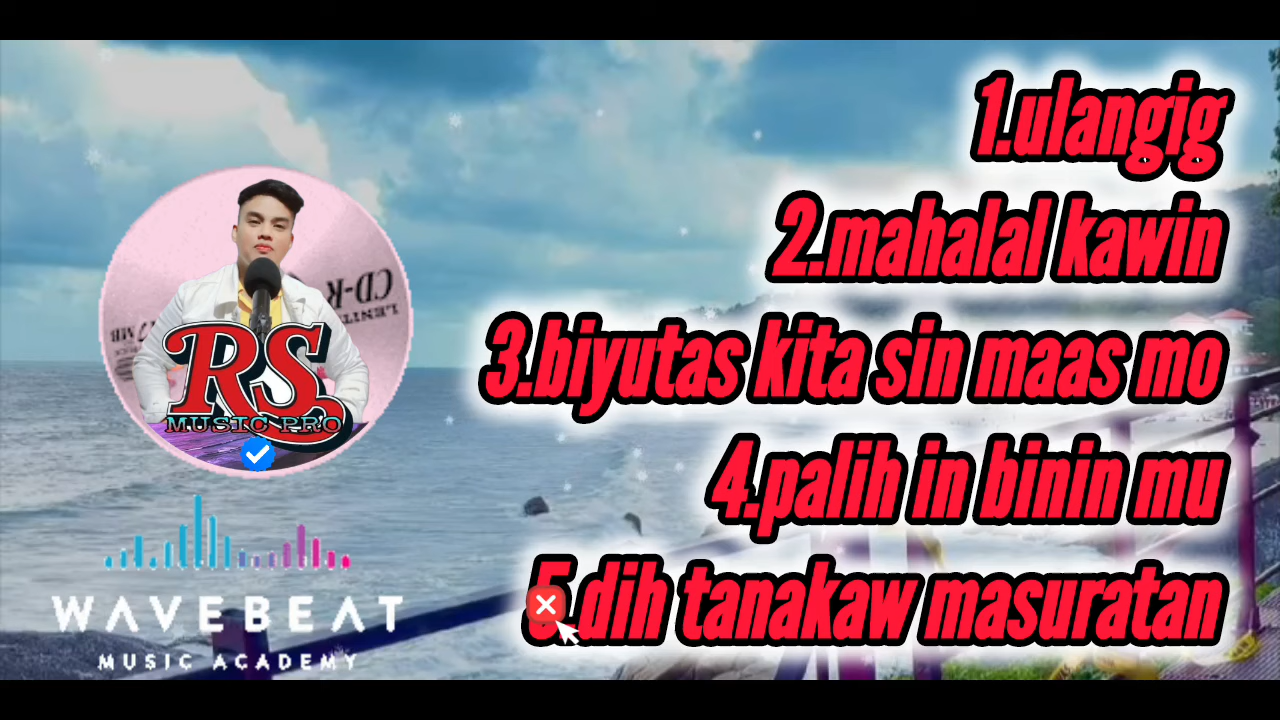 1.ulangig
2.mahalal kawin
3.biyutas kita sin maas mo
4.palih in binin mu
5.dih tanakaw masuratan
RS
MUSIC PRO
WAVEBEAT
MUSIC ACADEMY